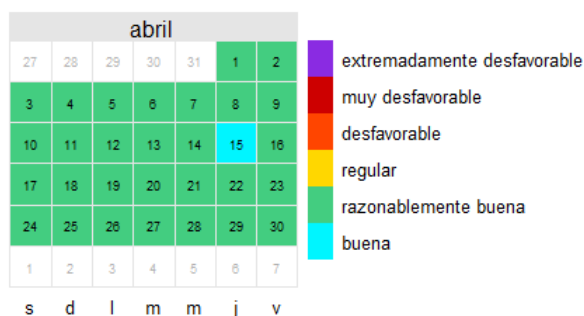 abril
27 28 29 30 31 1 2
3 4 5 6 7 8 9
10 11 12 13 14 15 16
17 18 19 20 21 22 23
24 25 26 27 28 29 30
1 2 3 4 5 6 7
s d l m m j v
extremadamente desfavorable
muy desfavorable
desfavorable
regular
razonablemente buena
buena